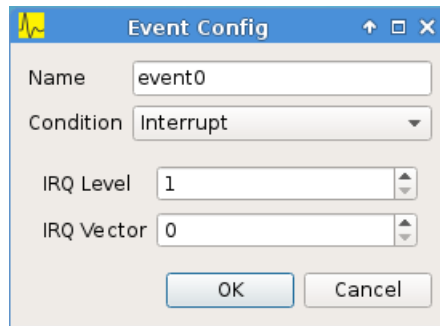 Event Config
Name event0
Condition Interrupt
IRQ Level 1
IRQ Vector 0
OK Cancel